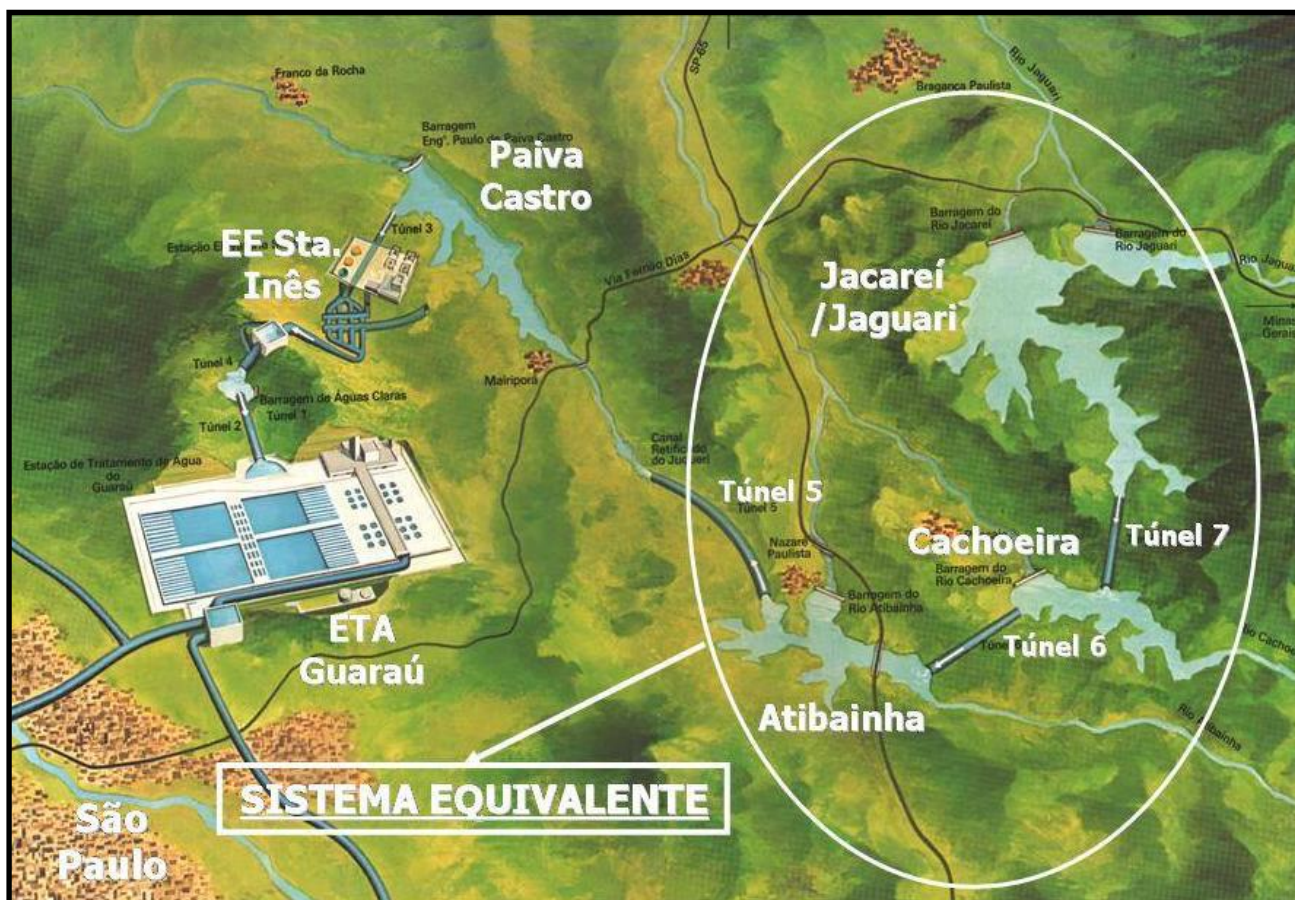 Franco da Rocha
Barragem
Engº. Paulo de Paiva Castro
Paiva
Castro
SP-65
Rio Jaguari
Bragança Paulista
Túnel 3
EE Sta.
Inês
Via Fernão Dias
Barragem do
Rio Jacareí
Barragem do
Rio Jaguari
Jacareí
/Jaguari
Minas
Gerais
Túnel 4
Barragem de Águas Claras
Túnel 1
Túnel 2
Mairiporã
Estação de Tratamento de Água
do
Guaraú
Canal
Retificado
do Juqueri
Túnel 5
Túnel 5
Nazaré
Paulista
Cachoeira
Túnel 7
Barragem do
Rio Cachoeira
Barragem do
Rio Atibainha
Túnel 6
ETA
Guaraú
Atibainha
Rio Atibainha
SISTEMA EQUIVALENTE
São
Paulo